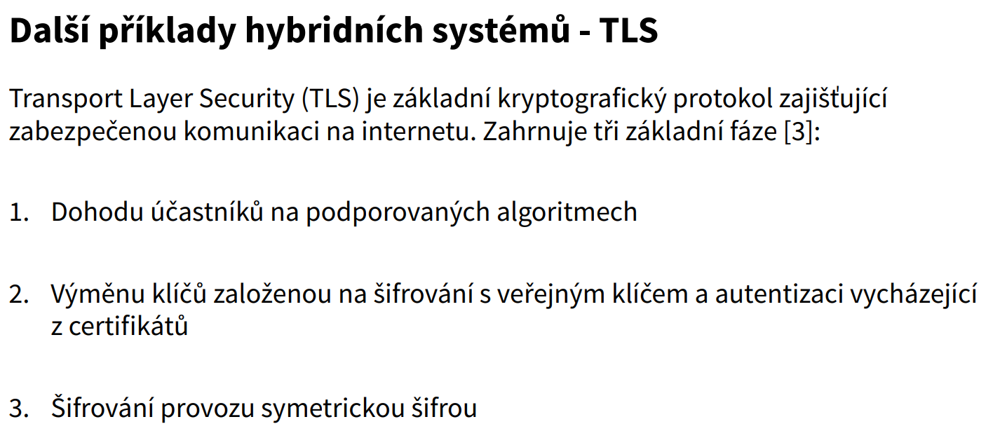 Další příklady hybridních systémů - TLS
Transport Layer Security (TLS) je základní kryptografický protokol zajišťující
zabezpečenou komunikaci na internetu. Zahrnuje tři základní fáze [3]:
1. Dohodu účastníků na podporovaných algoritmech
2. Výměnu klíčů založenou na šifrování s veřejným klíčem a autentizaci vycházející
z certifikátů
3. Šifrování provozu symetrickou šifrou